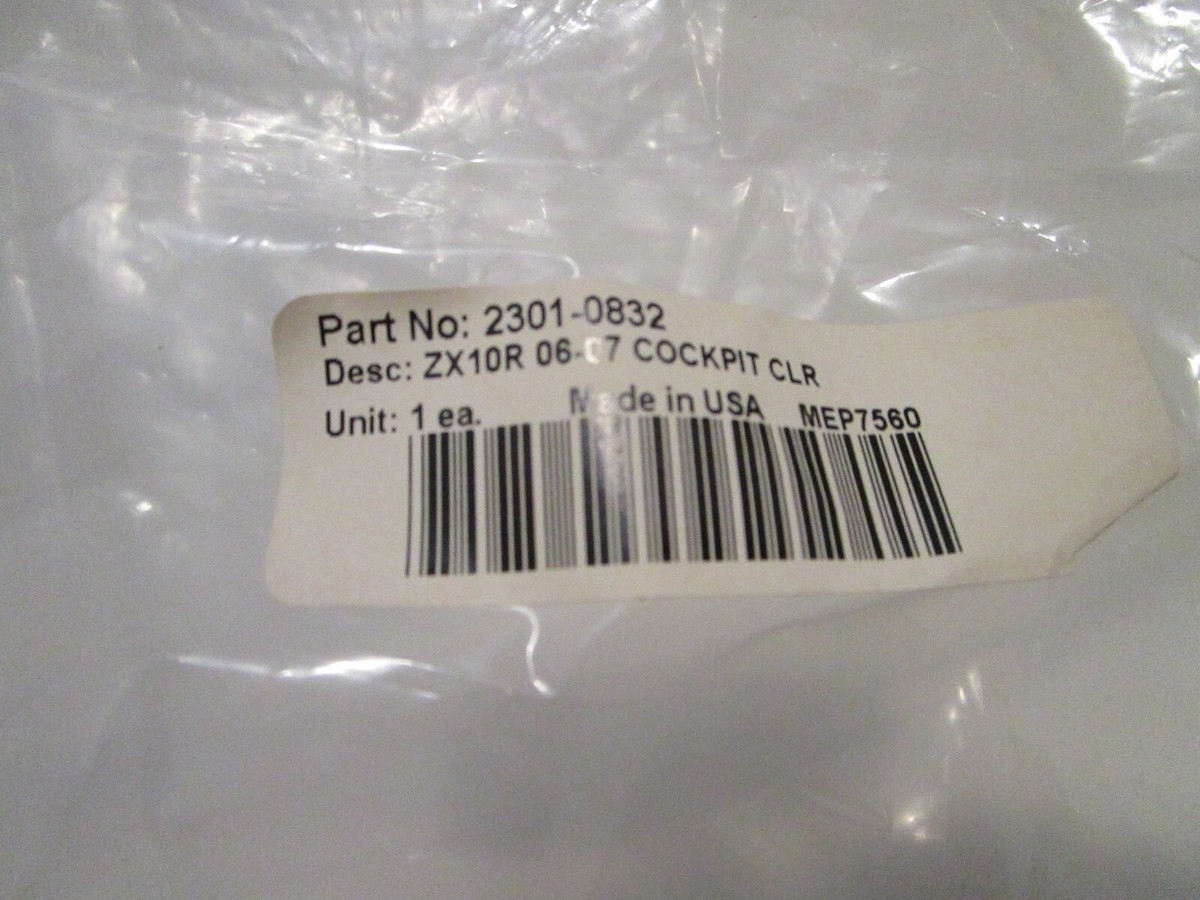 Part No: 2301-0832
Desc: ZX10R 06-07 COCKPIT CLR
Unit: 1 ea. Made in USA MEP7560